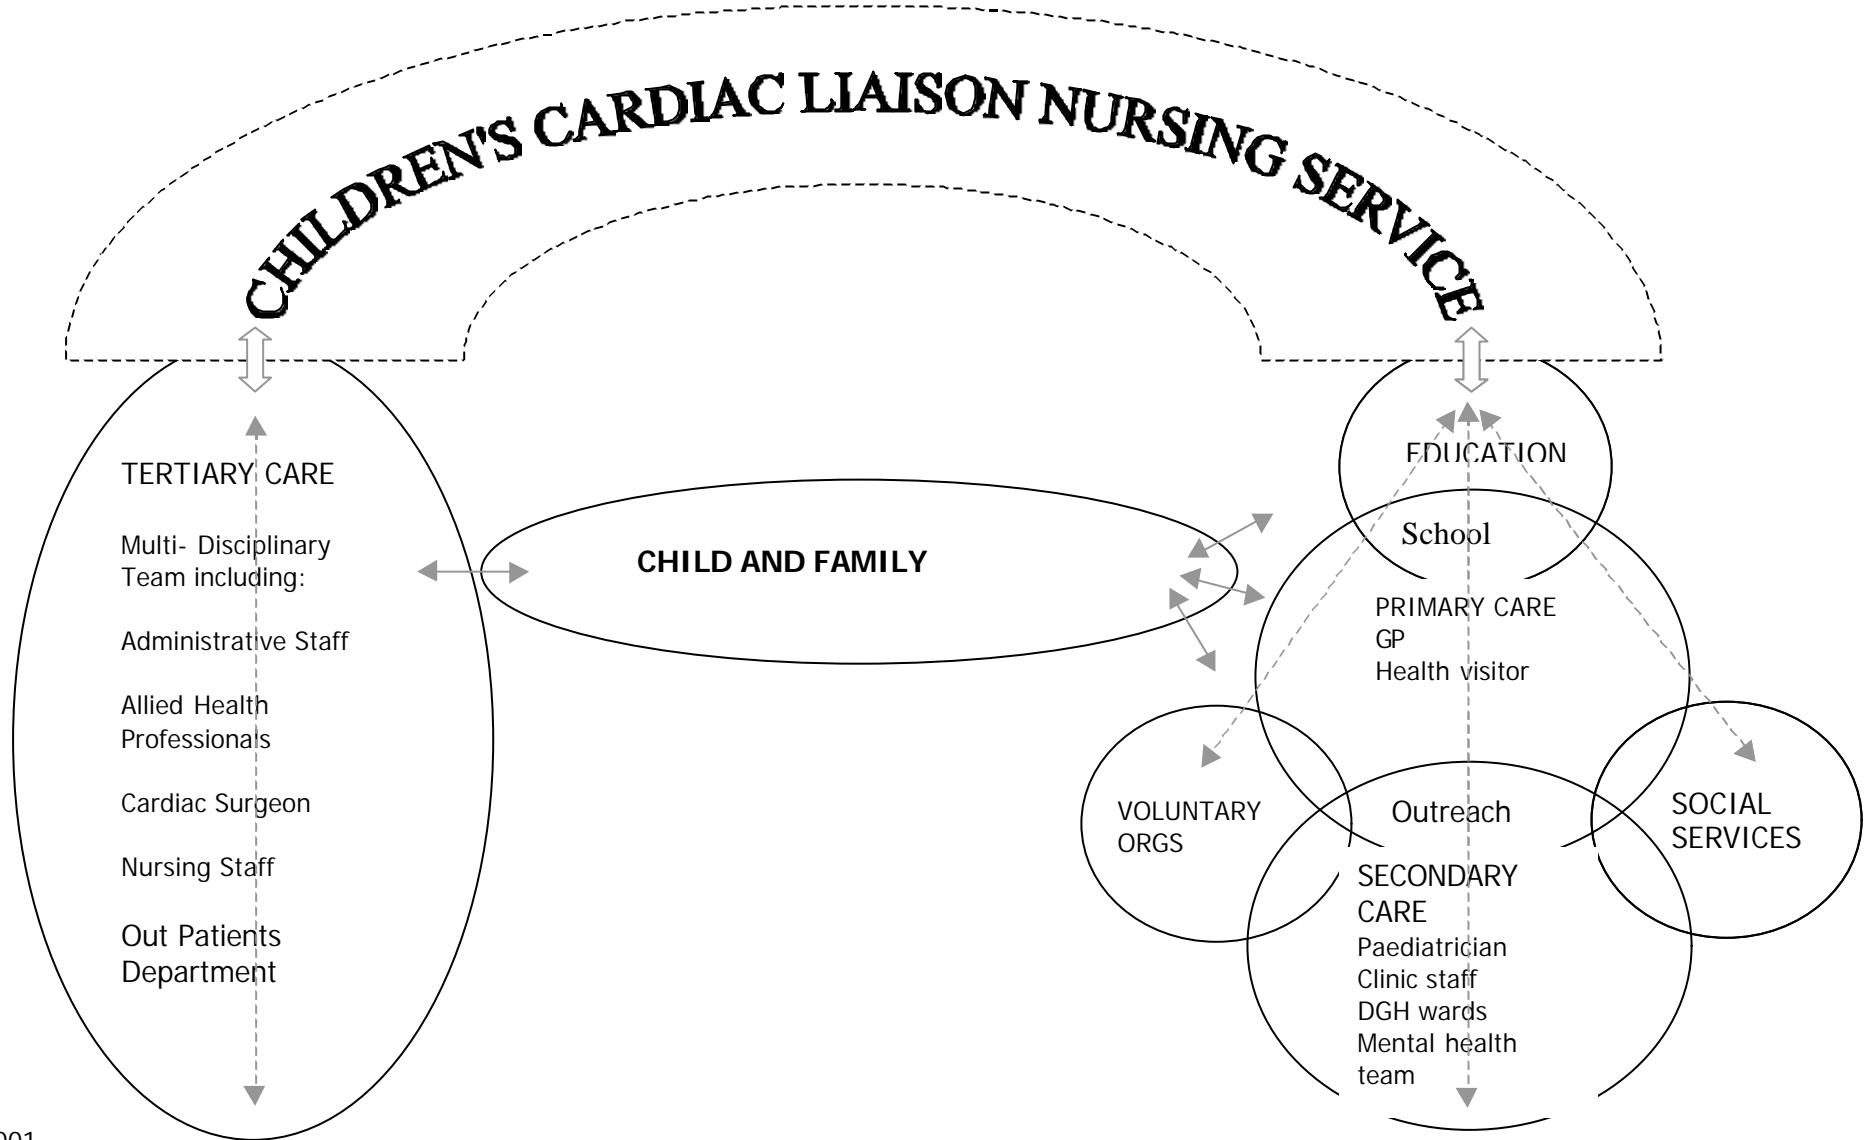 CHILDREN'S CARDIAC LIAISON NURSING SERVICE
TERTIARY CARE
Multi- Disciplinary
Team including:
Administrative Staff
Allied Health
Professionals
Cardiac Surgeon
Nursing Staff
Out Patients
Department
CHILD AND FAMILY
EDUCATION
School
PRIMARY CARE
GP
Health visitor
VOLUNTARY
ORGS
Outreach
SOCIAL
SERVICES
SECONDARY
CARE
Paediatrician
Clinic staff
DGH wards
Mental health
team